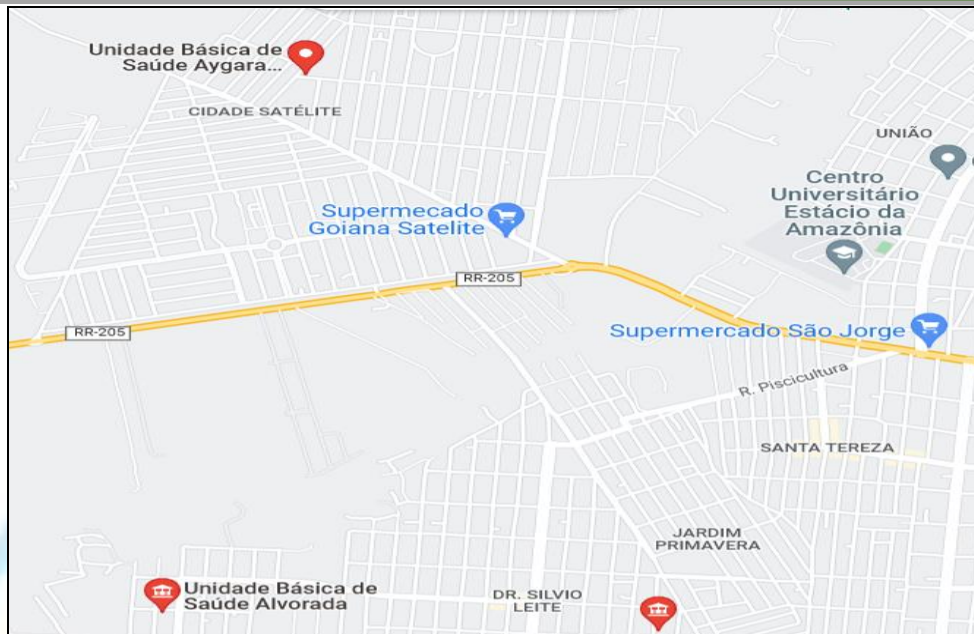 Unidade Básica de
Saúde Aygara...
CIDADE SATÉLITE
UNIÃO
Centro
Universitário
Estácio da
Amazônia
Supermecado
Goiana Satelite
RR-205
RR-205
Supermercado São Jorge
R. Piscicultura
SANTA TEREZA
JARDIM
PRIMAVERA
Unidade Básica de
Saúde Alvorada
DR. SILVIO
LEITE